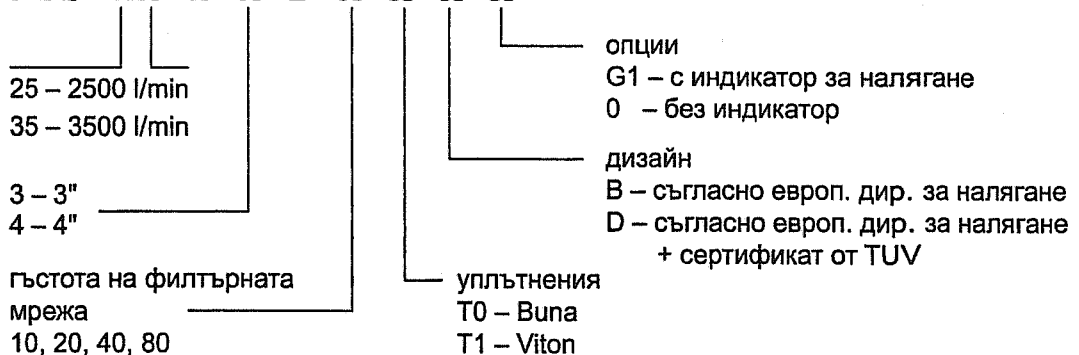 25 – 2500 l/min
35 – 3500 l/min
3 – 3"
4 – 4"
гъстота на филтърната
мрежа
10, 20, 40, 80
опции
G1 – с индикатор за налягане
0 – без индикатор
дизайн
B – съгласно европ. дир. за налягане
D – съгласно европ. дир. за налягане
+ сертификат от TUV
уплътнения
T0 – Buna
T1 – Viton